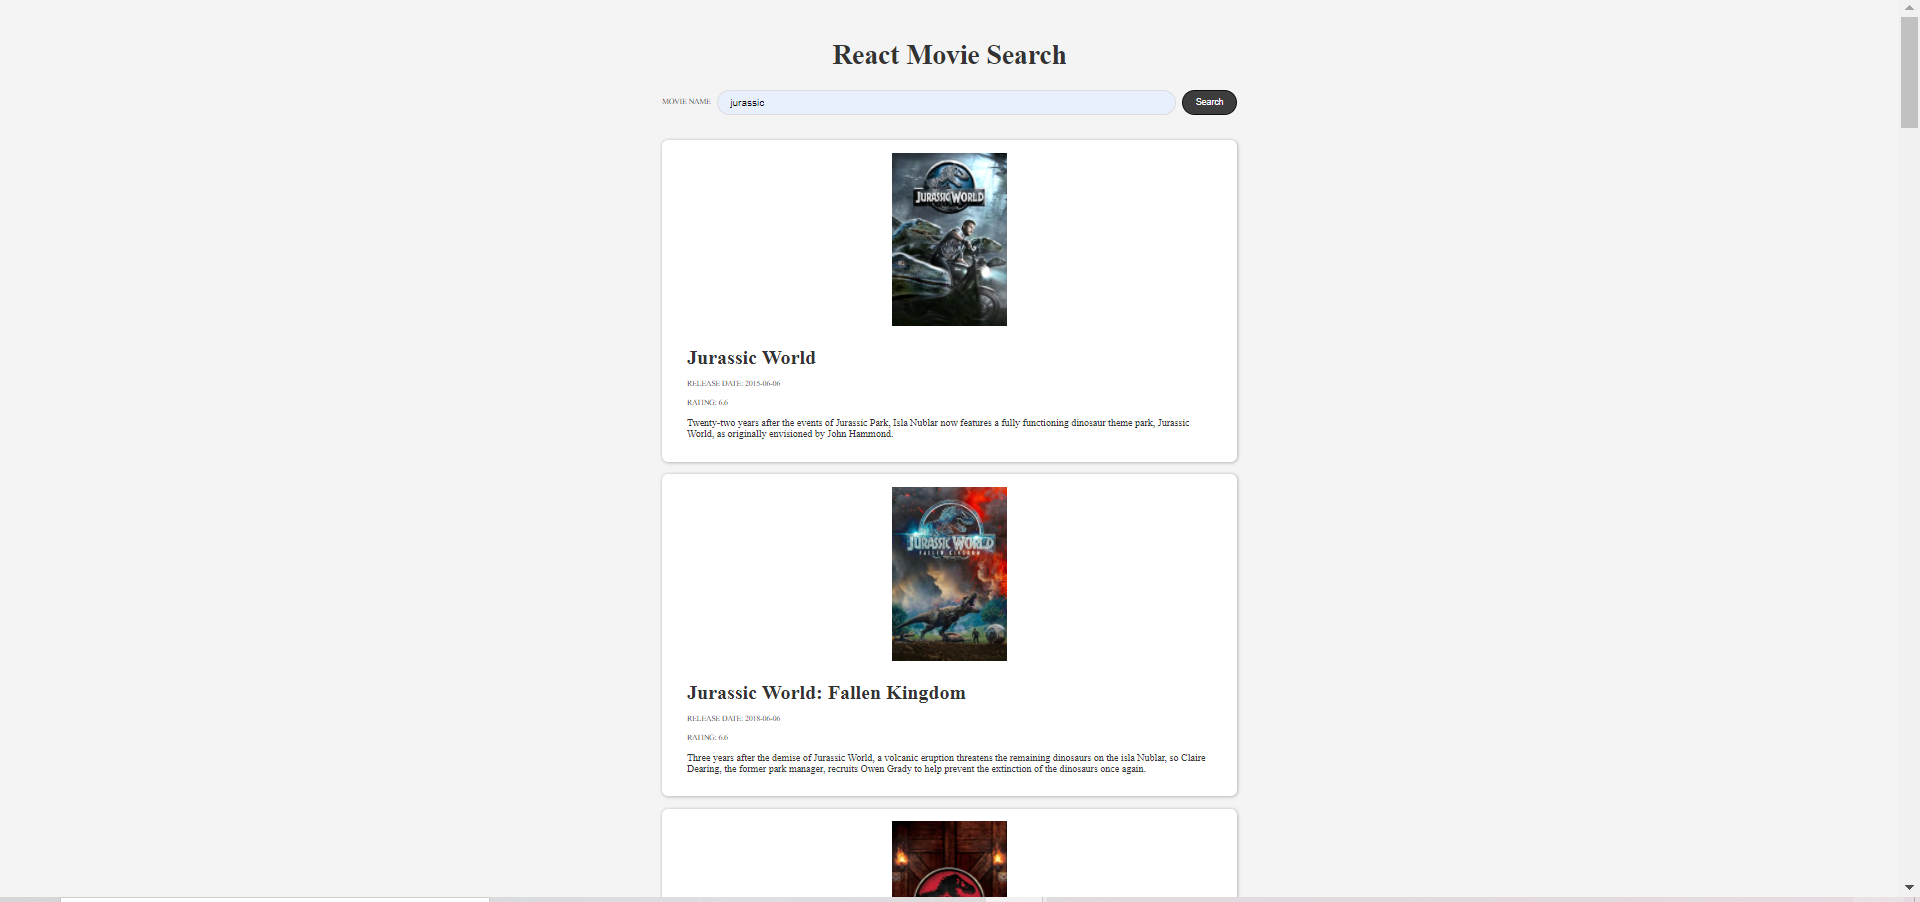 React Movie Search
MOVIE NAME
jurassic
Search
JURASSIC WORLD
Jurassic World
RELEASE DATE: 2015-06-06
RATING: 6.6
Twenty-two years after the events of Jurassic Park, Isla Nublar now features a fully functioning dinosaur theme park, Jurassic
World, as originally envisioned by John Hammond.
JURASSIC WORLD
FALLEN KINGDOM
Jurassic World: Fallen Kingdom
RELEASE DATE: 2018-06-06
RATING: 6.6
Three years after the demise of Jurassic World, a volcanic eruption threatens the remaining dinosaurs on the isla Nublar, so Claire
Dearing, the former park manager, recruits Owen Grady to help prevent the extinction of the dinosaurs once again.